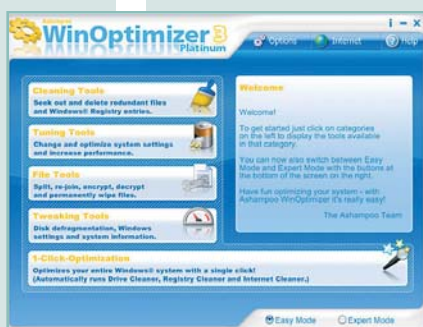 Ashampoo
WinOptimizer 3
Platinum
Options
Internet
Help
Cleaning Tools
Seek out and delete redundant files
and Windows® Registry entries.
Tuning Tools
Change and optimize system settings
and increase performance.
File Tools
Split, re-join, encrypt, decrypt
and permanently wipe files.
Tweaking Tools
Disk defragmentation, Windows
settings and system information.
1-Click-Optimisation
Optimizes your entire Windows® system with a single click!
(Automatically runs Drive Cleaner, Registry Cleaner and Internet Cleaner.)
Welcome
Welcome!
To get started just click on categories
on the left to display the tools available
in that category.
You can now also switch between Easy
Mode and Expert Mode with the buttons at
the bottom of the screen on the right.
Have fun optimizing your system - with
Ashampoo WinOptimizer it's really easy!
The Ashampoo Team
Easy Mode
Expert Mode